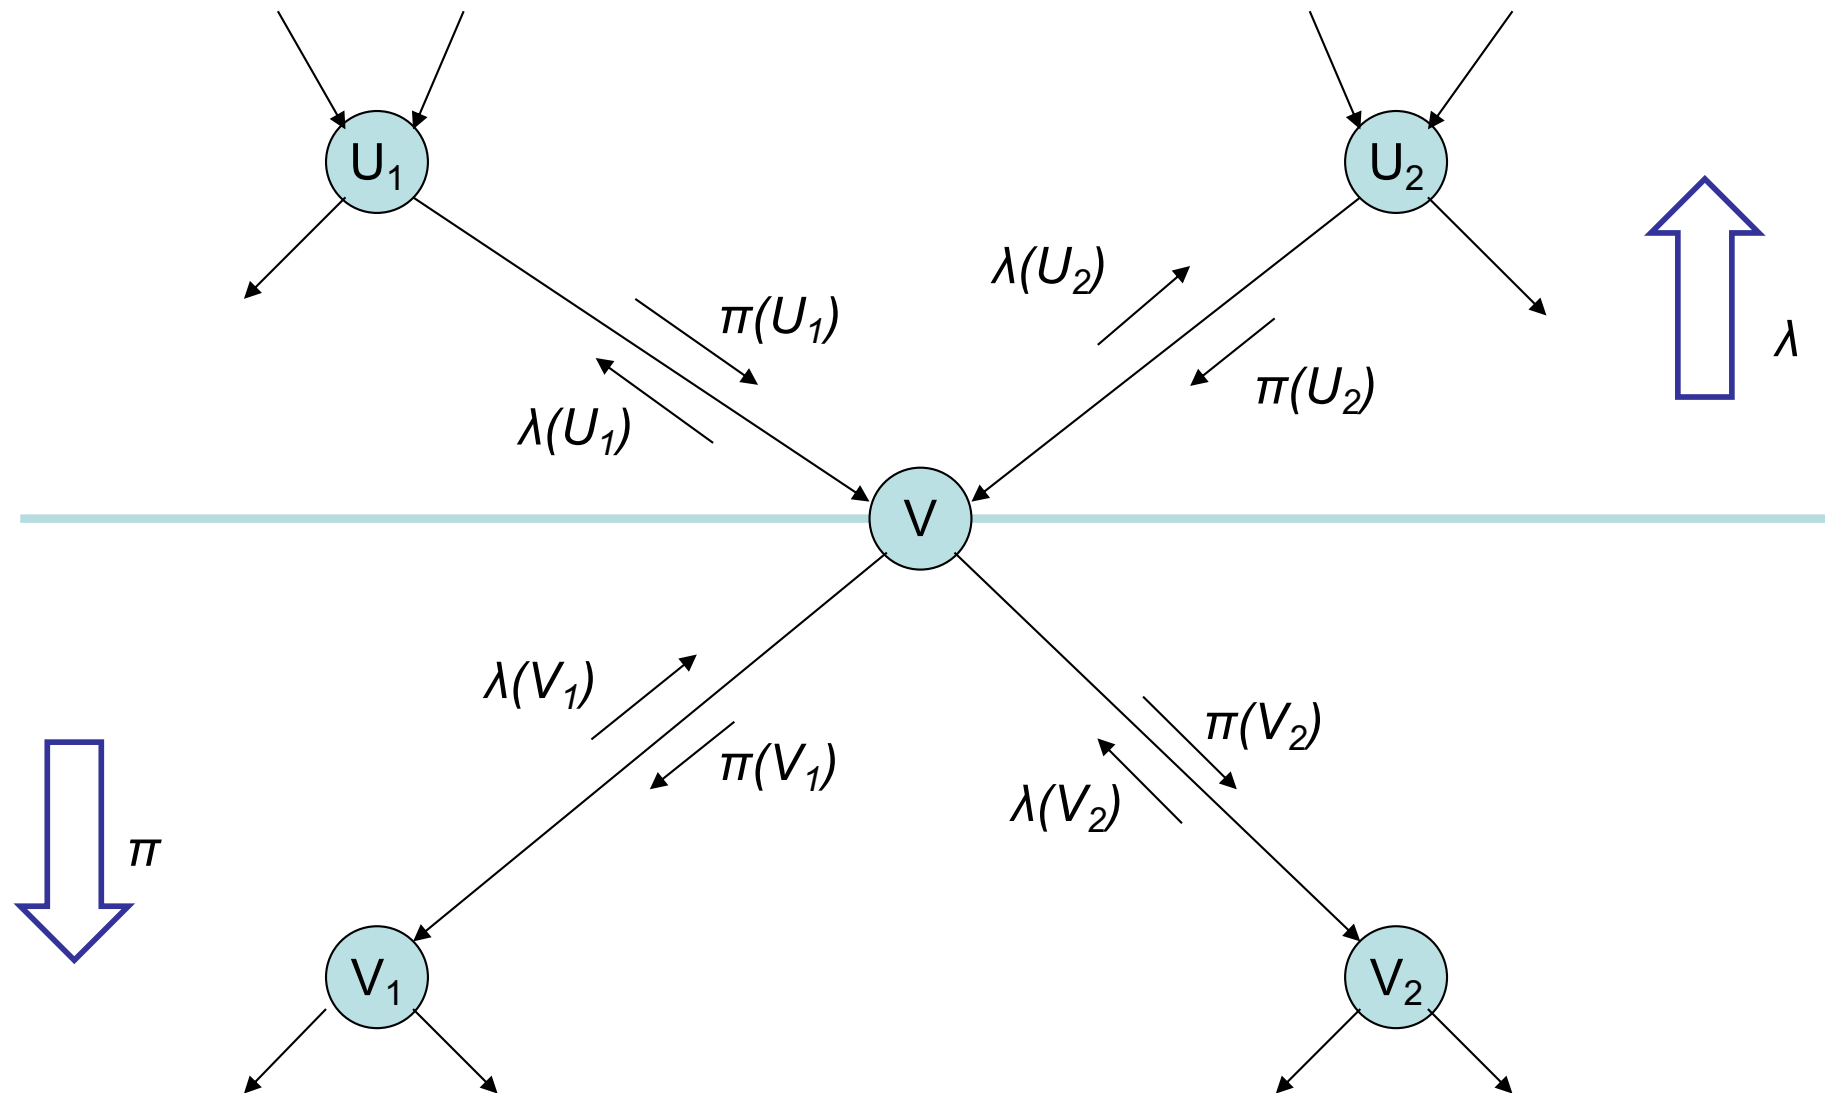 U₁
U₂
λ(U₂)
π(U₁)
λ
π(U₂)
λ(U₁)
V
λ(V₁)
π(V₂)
π(V₁)
λ(V₂)
π
V₁
V₂